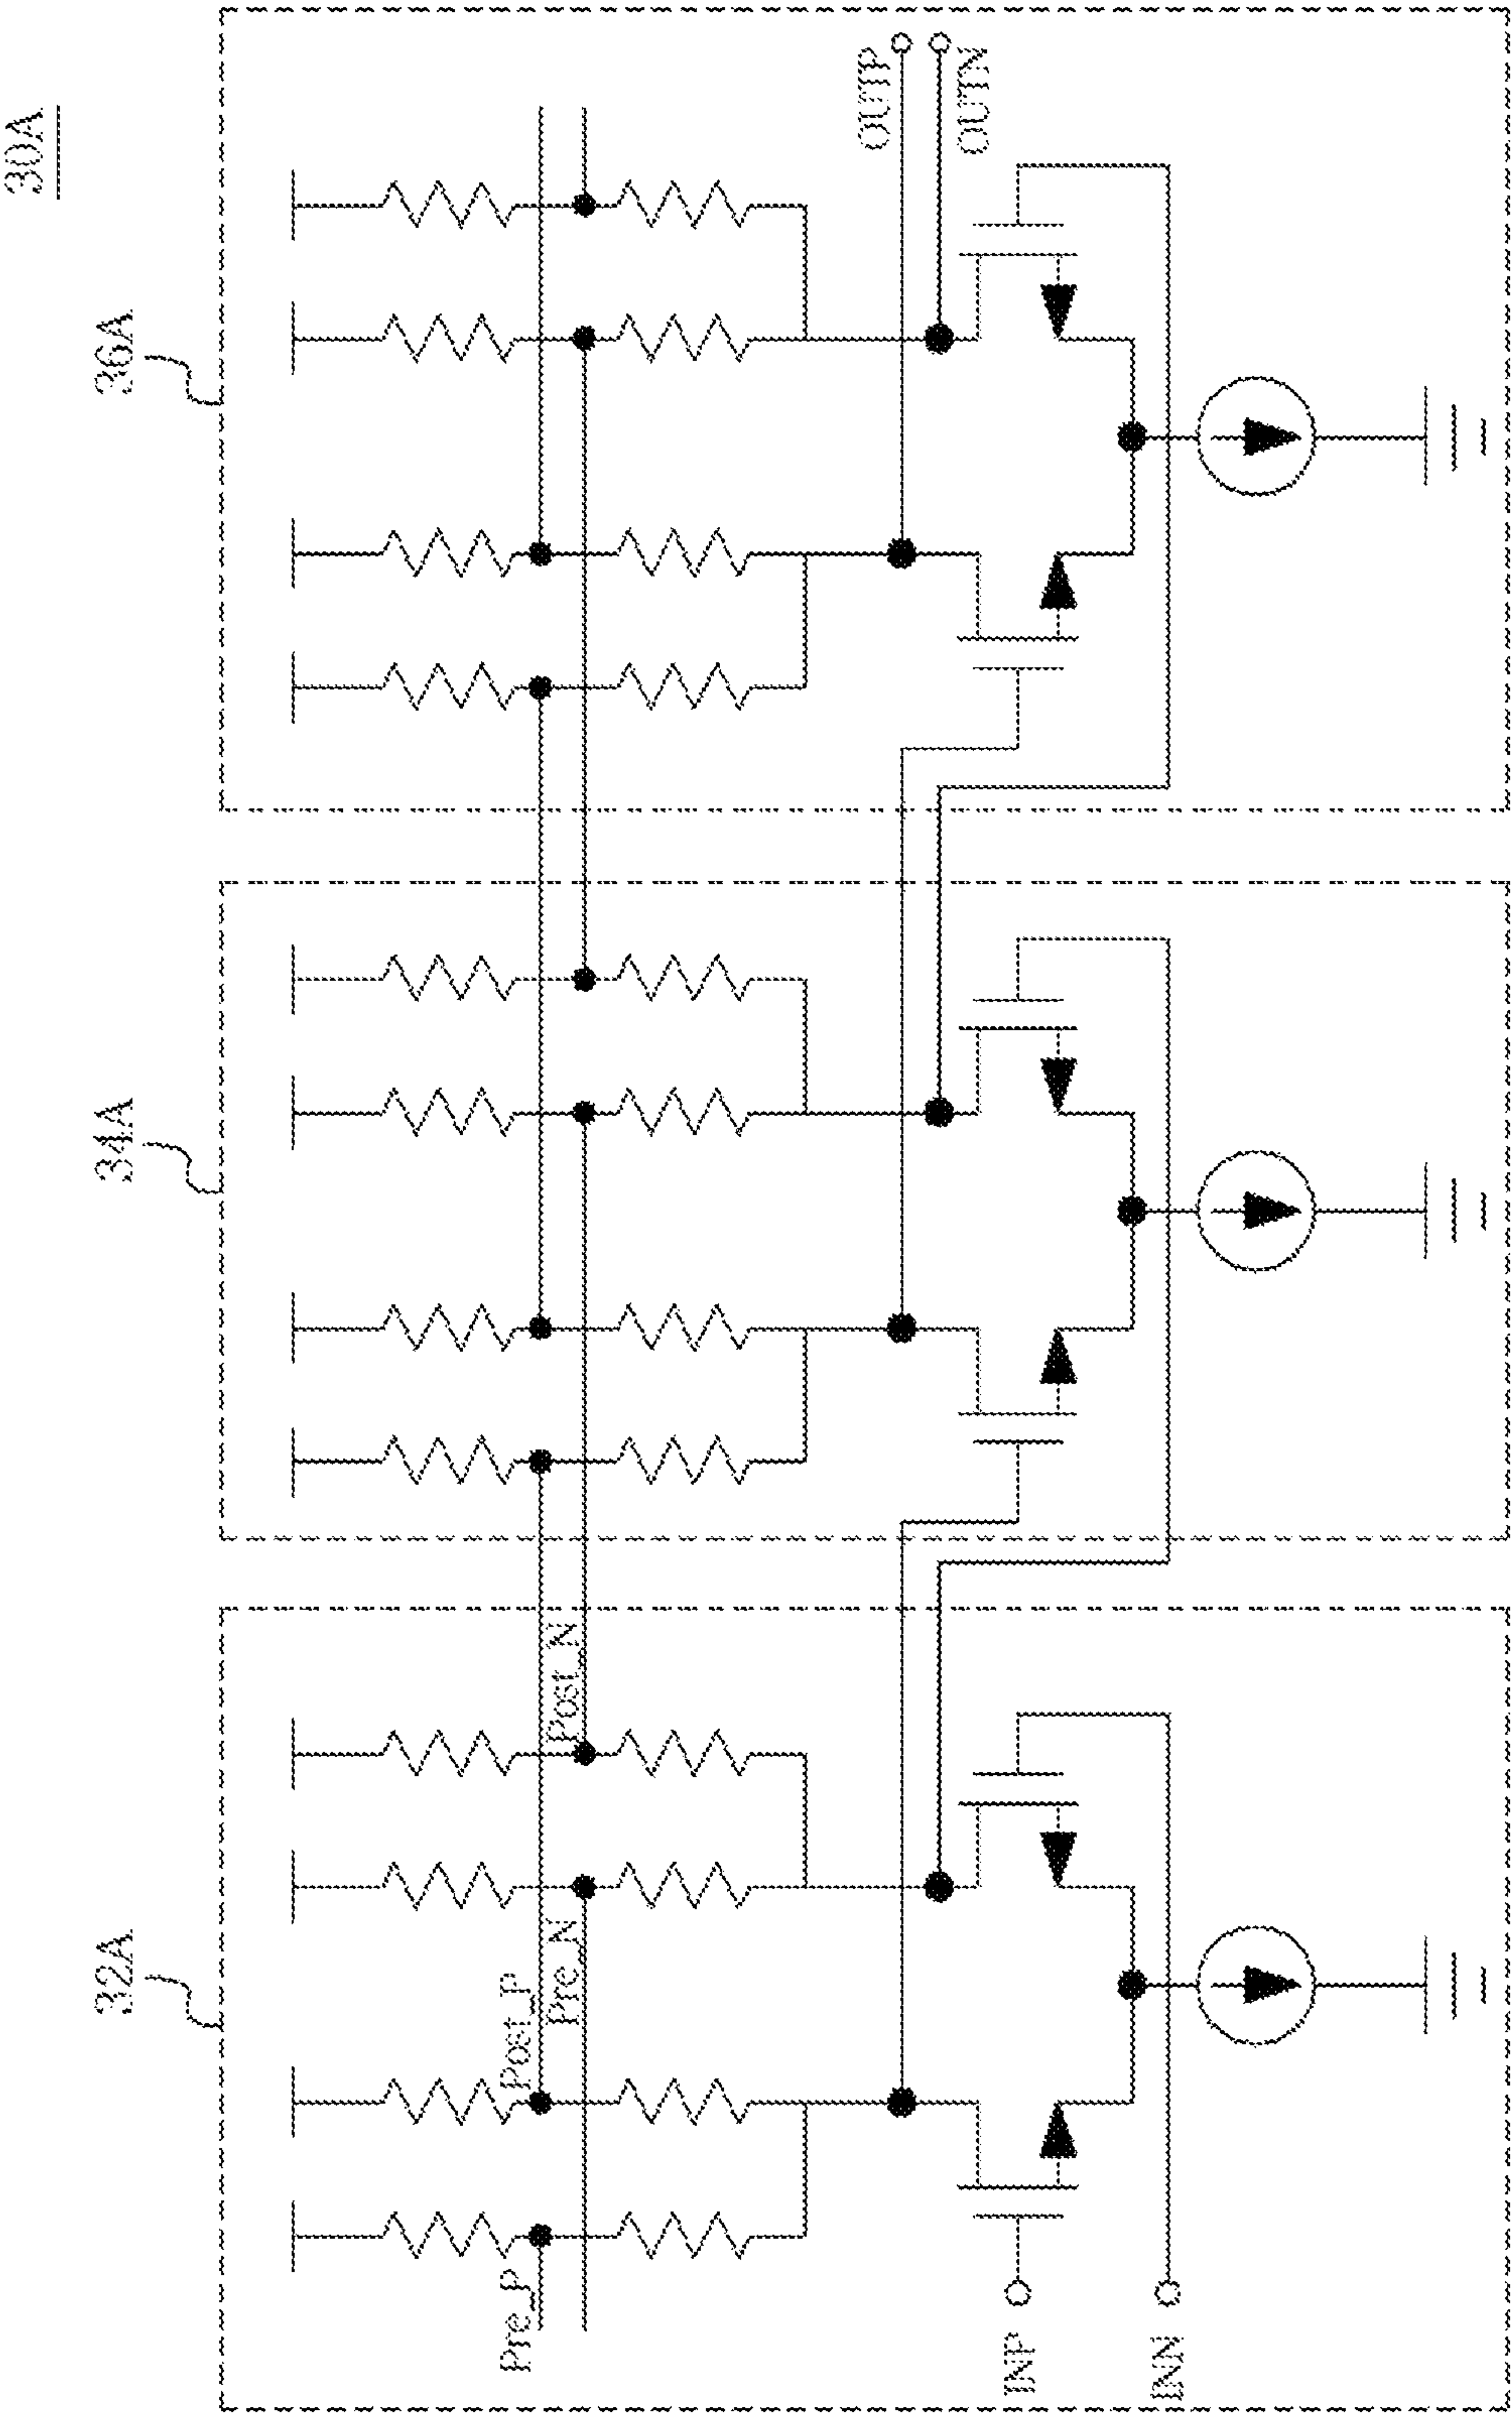 30A
32A
34A
36A
Pre_P
Post_P
Pre_N
Post_N
INP
INN
OUTP
OUTN